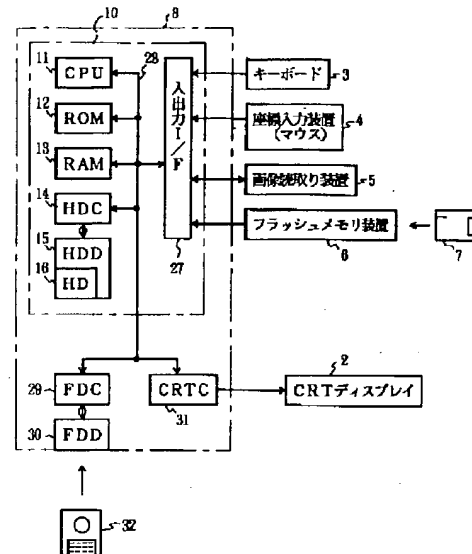 10
8
11
CPU
28
12
ROM
13
RAM
14
HDC
15
HDD
16
HD
入出力I/F
27
キーボード
3
座標入力装置
(マウス)
4
画像読取り装置
5
フラッシュメモリ装置
6
7
29
FDC
30
FDD
CRTC
31
2
CRTディスプレイ
32